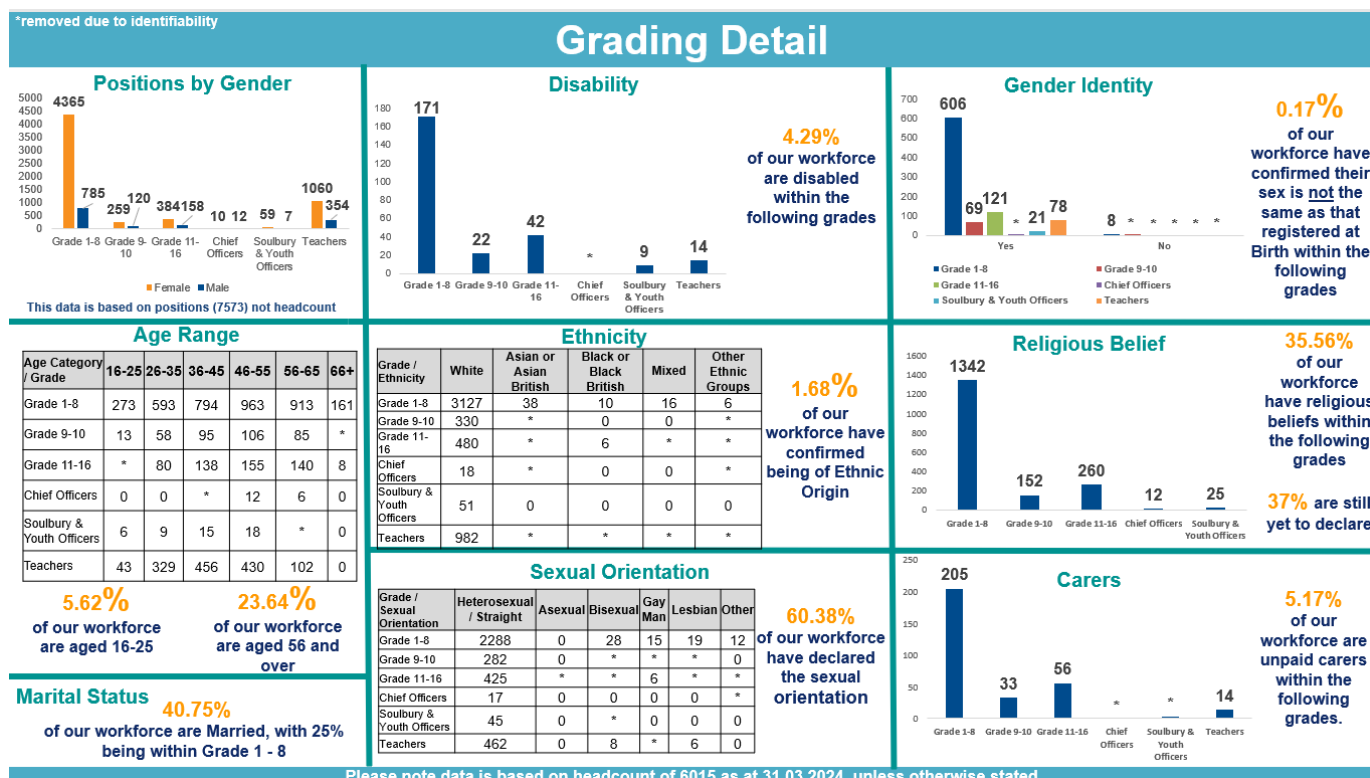 *removed due to identifiability
Grading Detail
Positions by Gender
5000
4500
4000
3500
3000
2500
2000
1500
1000
500
0
4365
785
259
120
384
158
10
12
59
7
1060
354
Grade 1-8
Grade 9-
10
Grade 11-
16
Chief
Officers
Soulbury
& Youth
Officers
Teachers
Female
Male
This data is based on positions (7573) not headcount
Disability
180
160
140
120
100
80
60
40
20
0
171
22
42
*
9
14
Grade 1-8
Grade 9-10
Grade 11-
16
Chief
Officers
Soulbury
& Youth
Officers
Teachers
4.29%
of our workforce
are disabled
within the
following grades
Gender Identity
700
600
500
400
300
200
100
0
606
69
121
*
21
78
8
*
*
*
*
*
Yes
No
Grade 1-8
Grade 9-10
Grade 11-16
Chief Officers
Soulbury & Youth Officers
Teachers
0.17%
of our
workforce have
confirmed their
sex is not the
same as that
registered at
Birth within the
following
grades
Age Range
Age Category
/ Grade
16-25 26-35 36-45 46-55 56-65 66+
Grade 1-8 273 593 794 963 913 161
Grade 9-10 13 58 95 106 85 *
Grade 11-16 * 80 138 155 140 8
Chief Officers 0 0 * 12 6 0
Soulbury &
Youth Officers 6 9 15 18 * 0
Teachers 43 329 456 430 102 0
5.62%
of our workforce
are aged 16-25
23.64%
of our workforce
are aged 56 and
over
Marital Status
40.75%
of our workforce are Married, with 25%
being within Grade 1 - 8
Ethnicity
Grade /
Ethnicity
White
Asian or
Asian
British
Black or
Black
British
Mixed
Other
Ethnic
Groups
Grade 1-8 3127 38 10 16 6
Grade 9-10 330 * 0 0 *
Grade 11-
16 480 * 6 * *
Chief
Officers 18 * 0 0 *
Soulbury &
Youth
Officers 51 0 0 0 0
Teachers 982 * * * *
1.68%
of our
workforce have
confirmed
being of Ethnic
Origin
Religious Belief
1600
1400
1200
1000
800
600
400
200
0
1342
152
260
12
25
Grade 1-8
Grade 9-10
Grade 11-16
Chief Officers
Soulbury &
Youth Officers
35.56%
of our
workforce
have religious
beliefs within
the following
grades
37% are still
yet to declare
Sexual Orientation
Grade /
Sexual
Orientation
Heterosexual
/ Straight
Asexual
Bisexual
Gay
Man
Lesbian
Other
Grade 1-8 2288 0 28 15 19 12
Grade 9-10 282 0 * * * 0
Grade 11-16 425 * * 6 * *
Chief Officers 17 0 0 0 0 *
Soulbury &
Youth Officers 45 0 * 0 0 0
Teachers 462 0 8 * 6 0
60.38%
of our workforce
have declared
the sexual
orientation
Carers
250
200
150
100
50
0
205
33
56
*
*
14
Grade 1-8
Grade 9-10
Grade 11-16
Chief
Officers
Soulbury &
Youth
Officers
Teachers
5.17%
of our
workforce are
unpaid carers
within the
following
grades.
Please note data is based on headcount of 6015 as at 31.03.2024, unless otherwise stated